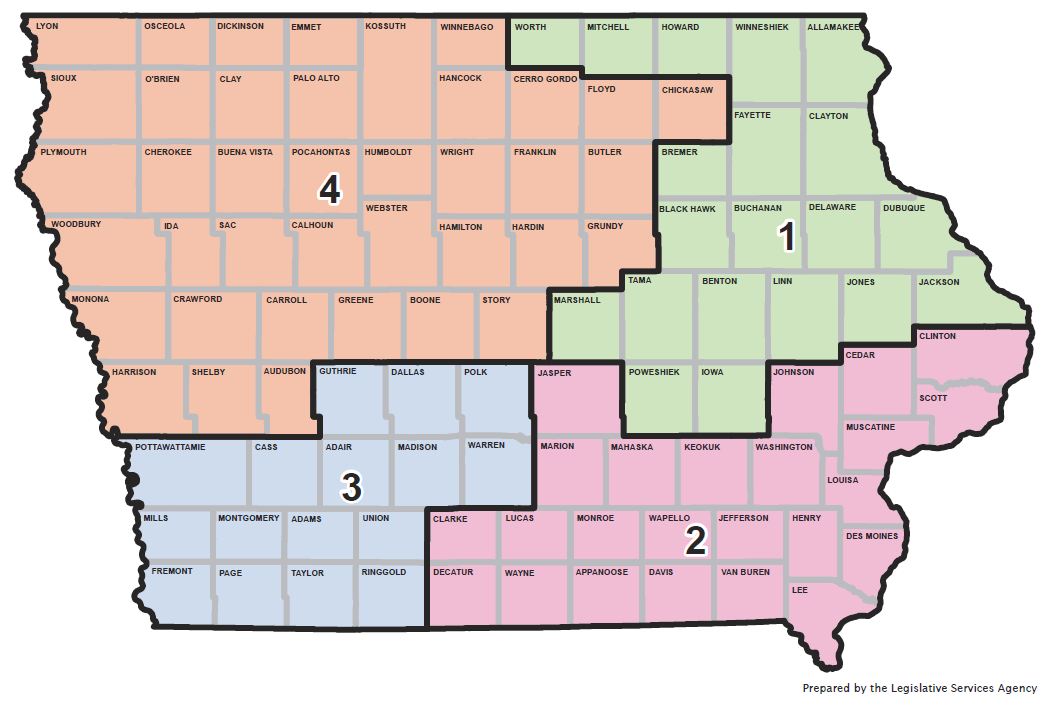 LYON OSCEOLA DICKINSON EMMET KOSSUTH WINNEBAGO WORTH MITCHELL HOWARD WINNESHIEK ALLAMAKEE
SIOUX O'BRIEN CLAY PALO ALTO HANCOCK CERRO GORDO FLOYD CHICKASAW
FAYETTE CLAYTON
PLYMOUTH CHEROKEE BUENA VISTA POCAHONTAS HUMBOLDT WRIGHT FRANKLIN BUTLER BREMER
4
WEBSTER BLACK HAWK BUCHANAN DELAWARE DUBUQUE
WOODBURY IDA SAC CALHOUN HAMILTON HARDIN GRUNDY
1
TAMA BENTON LINN JONES JACKSON
MONONA CRAWFORD CARROLL GREENE BOONE STORY MARSHALL
CLINTON
CEDAR
HARRISON SHELBY AUDUBON GUTHRIE DALLAS POLK JASPER POWESHIEK IOWA JOHNSON
SCOTT
MUSCATINE
POTTAWATTAMIE CASS ADAIR MADISON WARREN MARION MAHASKA KEOKUK WASHINGTON
LOUISA
3
MILLS MONTGOMERY ADAMS UNION CLARKE LUCAS MONROE WAPELLO JEFFERSON HENRY
DES MOINES
2
FREMONT PAGE TAYLOR RINGGOLD DECATUR WAYNE APPANOOSE DAVIS VAN BUREN
LEE
Prepared by the Legislative Services Agency